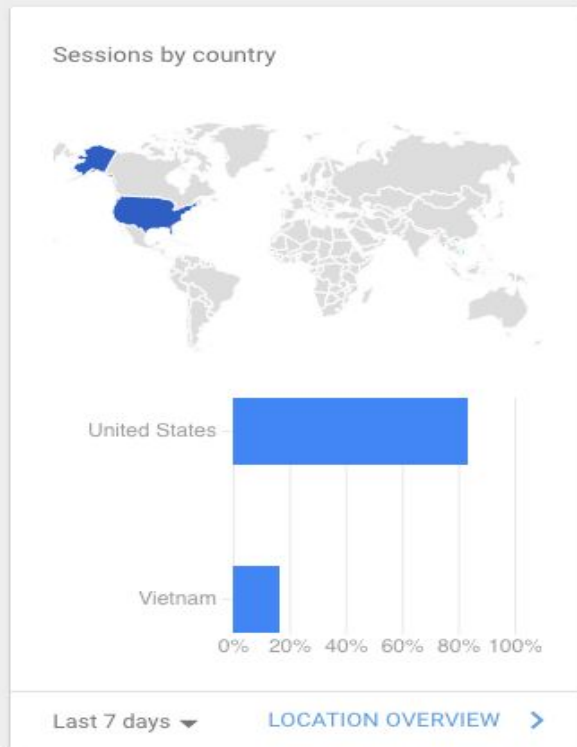 Sessions by country
United States
Vietnam
0% 20% 40% 60% 80% 100%
Last 7 days
LOCATION OVERVIEW